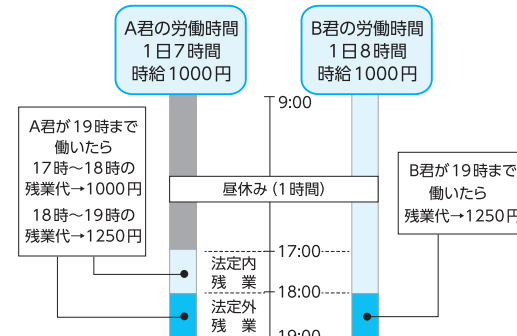 A君の労働時間
1日7時間
時給1000円
B君の労働時間
1日8時間
時給1000円
9:00
A君が19時まで
働いたら
17時～18時の
残業代→1000円
18時～19時の
残業代→1250円
昼休み（1時間）
B君が19時まで
働いたら
残業代→1250円
17:00
法定内
残 業
18:00
法定外
残 業
19:00